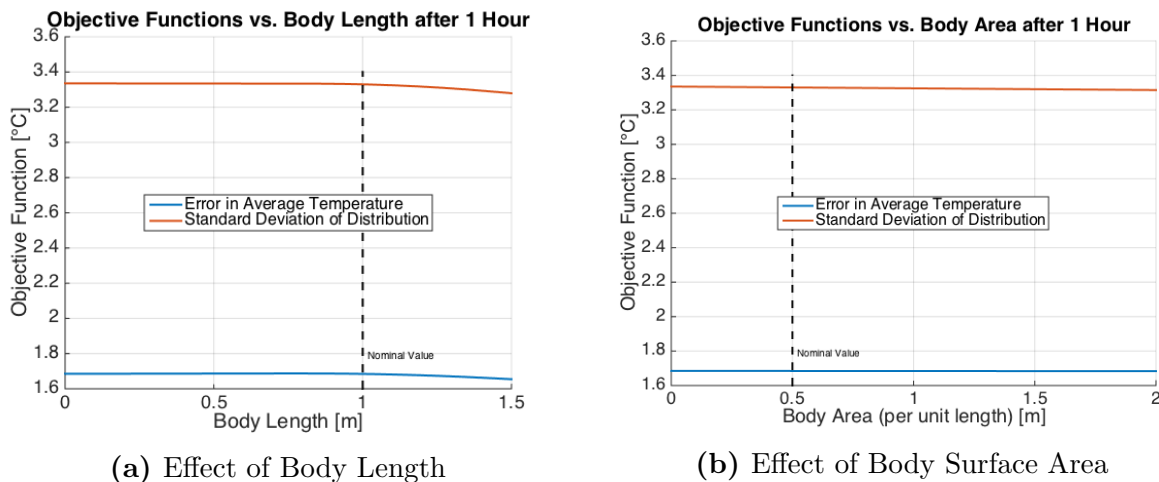 Objective Functions vs. Body Length after 1 Hour
3.6
3.4
3.2
3
2.8
2.6
2.4
2.2
2
1.8
1.6
Objective Function [°C]
Error in Average Temperature
Standard Deviation of Distribution
Nominal Value
0
0.5
1
1.5
Body Length [m]
(a) Effect of Body Length
Objective Functions vs. Body Area after 1 Hour
3.6
3.4
3.2
3
2.8
2.6
2.4
2.2
2
1.8
1.6
Objective Function [°C]
Error in Average Temperature
Standard Deviation of Distribution
Nominal Value
0
0.5
1
1.5
2
Body Area (per unit length) [m]
(b) Effect of Body Surface Area